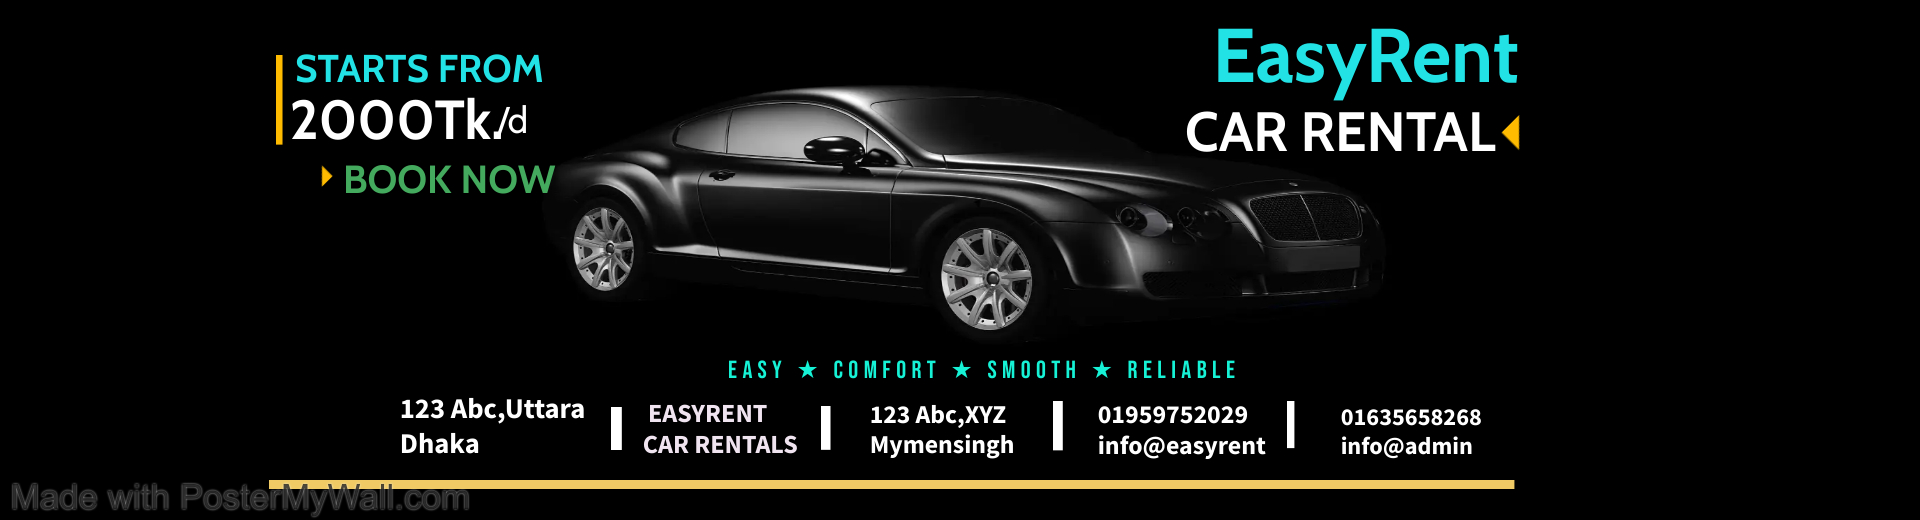 STARTS FROM
2000Tk./d
BOOK NOW
EasyRent
CAR RENTAL
EASY ★ COMFORT ★ SMOOTH ★ RELIABLE
123 Abc,Uttara
Dhaka
EASYRENT
CAR RENTALS
123 Abc,XYZ
Mymensingh
01959752029
info@easyrent
01635658268
info@admin
Made with PosterMyWall.com